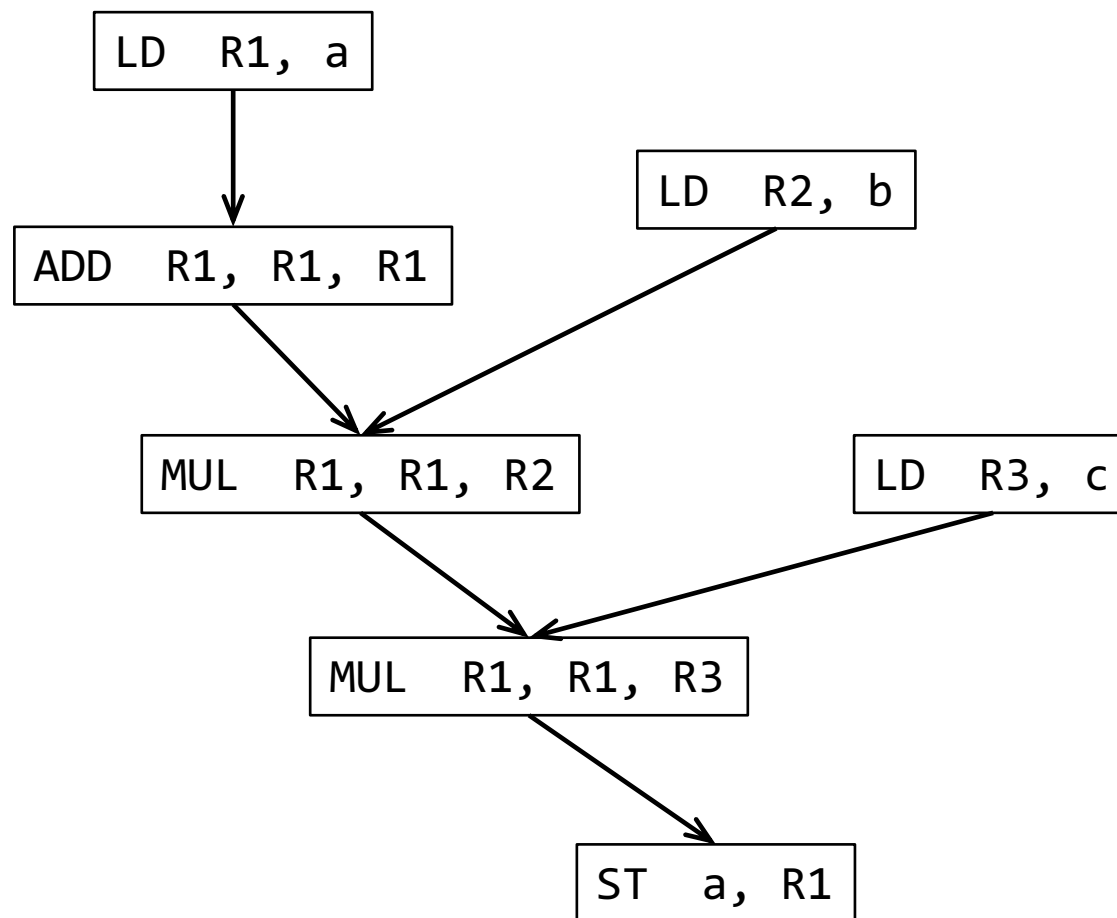 LD  R1, a
LD  R2, b
ADD  R1, R1, R1
MUL  R1, R1, R2
LD  R3, c
MUL  R1, R1, R3
ST  a, R1